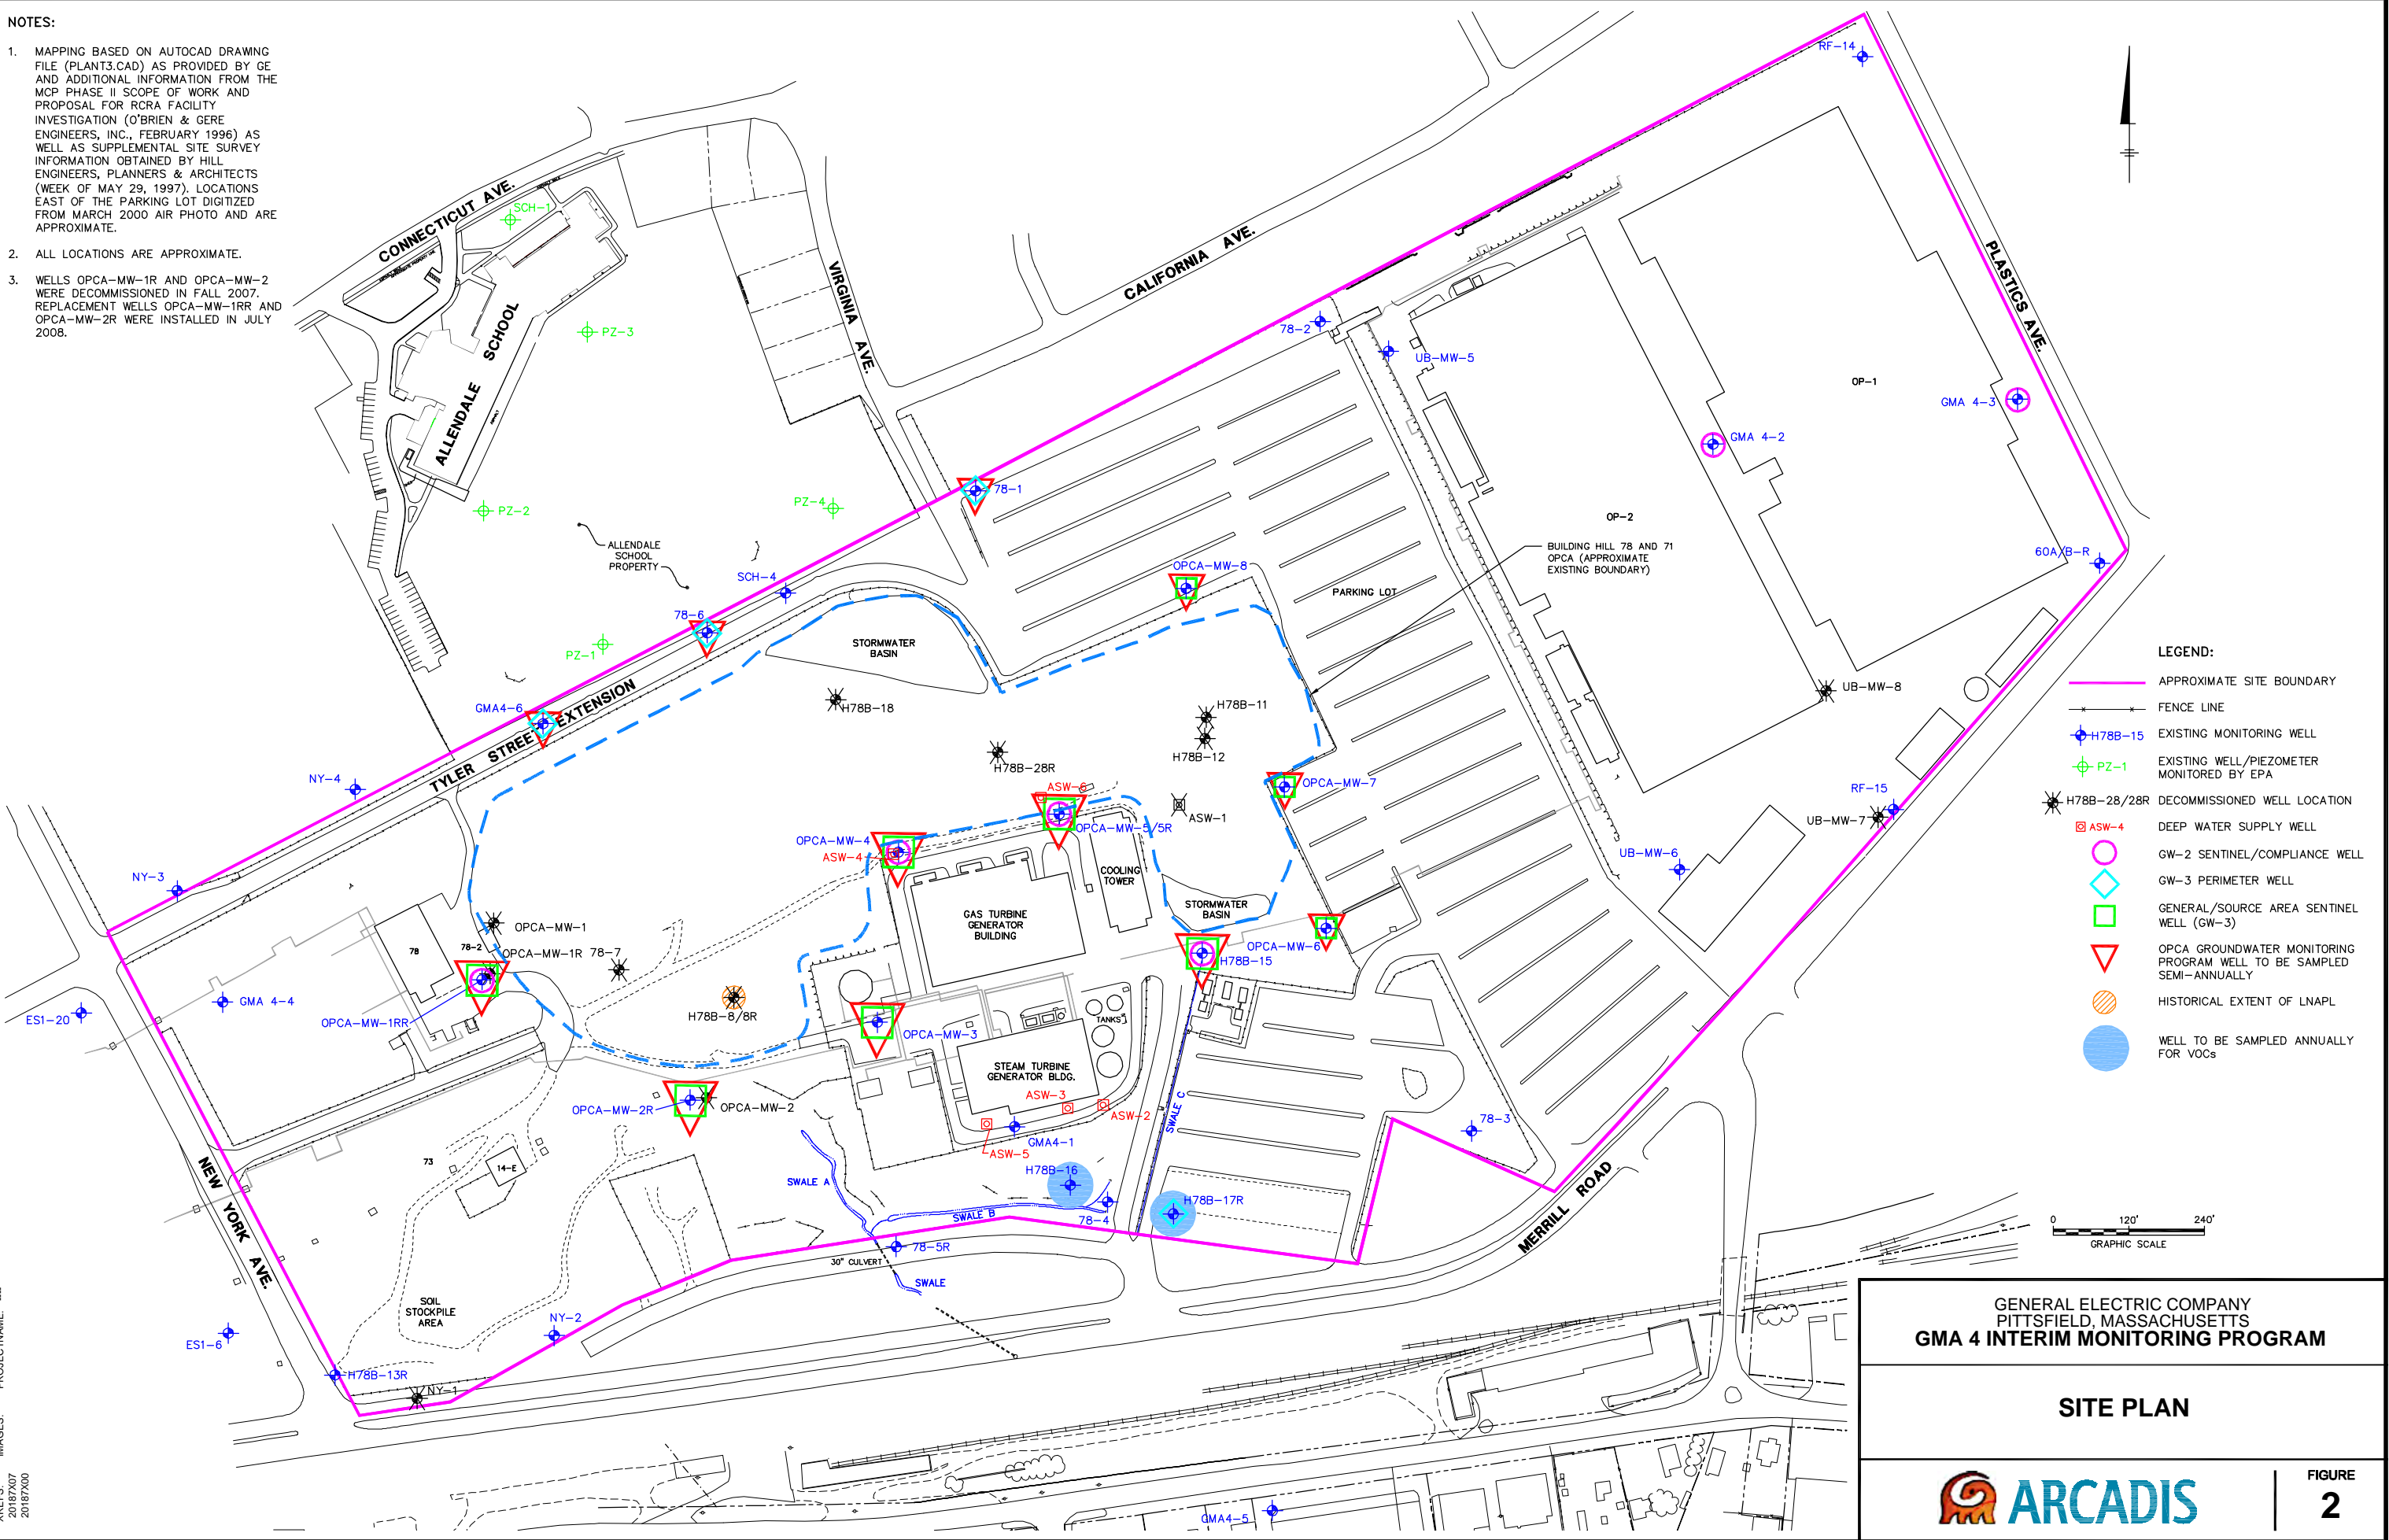 NOTES:
1. MAPPING BASED ON AUTOCAD DRAWING
FILE (PLANT3.CAD) AS PROVIDED BY GE
AND ADDITIONAL INFORMATION FROM THE
MCP PHASE II SCOPE OF WORK AND
PROPOSAL FOR RCRA FACILITY
INVESTIGATION (O'BRIEN & GERE
ENGINEERS, INC., FEBRUARY 1996) AS
WELL AS SUPPLEMENTAL SITE SURVEY
INFORMATION OBTAINED BY HILL
ENGINEERS, PLANNERS & ARCHITECTS
(WEEK OF MAY 29, 1997). LOCATIONS
EAST OF THE PARKING LOT DIGITIZED
FROM MARCH 2000 AIR PHOTO AND ARE
APPROXIMATE.
2. ALL LOCATIONS ARE APPROXIMATE.
3. WELLS OPCA-MW-1R AND OPCA-MW-2
WERE DECOMMISSIONED IN FALL 2007.
REPLACEMENT WELLS OPCA-MW-1RR AND
OPCA-MW-2R WERE INSTALLED IN JULY
2008.
RF-14
CONNECTICUT AVE.
SCH-1
PZ-3
ALLENDALE SCHOOL
VIRGINIA AVE.
CALIFORNIA AVE.
PLASTICS AVE.
78-2
UB-MW-5
OP-1
GMA 4-3
GMA 4-2
PZ-2
PZ-4
78-1
OP-2
ALLENDALE
SCHOOL
PROPERTY
BUILDING HILL 78 AND 71
OPCA (APPROXIMATE
EXISTING BOUNDARY)
60A/B-R
SCH-4
OPCA-MW-8
PARKING LOT
78-6
PZ-1
STORMWATER
BASIN
GMA4-6
TYLER STREET EXTENSION
H78B-18
H78B-11
H78B-12
H78B-28R
UB-MW-8
NY-4
ASW-6
OPCA-MW-7
ASW-1
RF-15
UB-MW-7
OPCA-MW-5/5R
OPCA-MW-4
ASW-4
UB-MW-6
NY-3
COOLING
TOWER
STORMWATER
BASIN
GAS TURBINE
GENERATOR
BUILDING
OPCA-MW-1
78
78-2
OPCA-MW-1R
78-7
OPCA-MW-6
H78B-15
GMA 4-4
ES1-20
OPCA-MW-1RR
H78B-8/8R
OPCA-MW-3
TANKS
STEAM TURBINE
GENERATOR BLDG.
OPCA-MW-2R
OPCA-MW-2
ASW-3
ASW-2
GMA4-1
ASW-5
SWALE C
78-3
73
14-E
H78B-16
SWALE A
H78B-17R
SWALE B
78-4
NEW YORK AVE.
78-5R
30" CULVERT
SWALE
MERRILL ROAD
SOIL
STOCKPILE
AREA
NY-2
ES1-6
H78B-13R
NY-1
GMA4-5
LEGEND:
APPROXIMATE SITE BOUNDARY
FENCE LINE
H78B-15 EXISTING MONITORING WELL
PZ-1 EXISTING WELL/PIEZOMETER
MONITORED BY EPA
H78B-28/28R DECOMMISSIONED WELL LOCATION
ASW-4 DEEP WATER SUPPLY WELL
GW-2 SENTINEL/COMPLIANCE WELL
GW-3 PERIMETER WELL
GENERAL/SOURCE AREA SENTINEL
WELL (GW-3)
OPCA GROUNDWATER MONITORING
PROGRAM WELL TO BE SAMPLED
SEMI-ANNUALLY
HISTORICAL EXTENT OF LNAPL
WELL TO BE SAMPLED ANNUALLY
FOR VOCs
0 120' 240'
GRAPHIC SCALE
GENERAL ELECTRIC COMPANY
PITTSFIELD, MASSACHUSETTS
GMA 4 INTERIM MONITORING PROGRAM
SITE PLAN
ARCADIS
FIGURE
2
IMAGES:
20187X07
20187X00